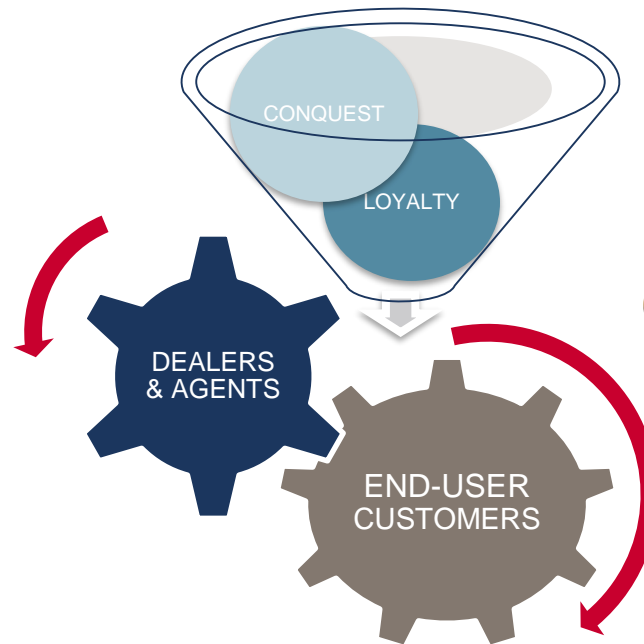 CONQUEST
LOYALTY
DEALERS
& AGENTS
END-USER
CUSTOMERS